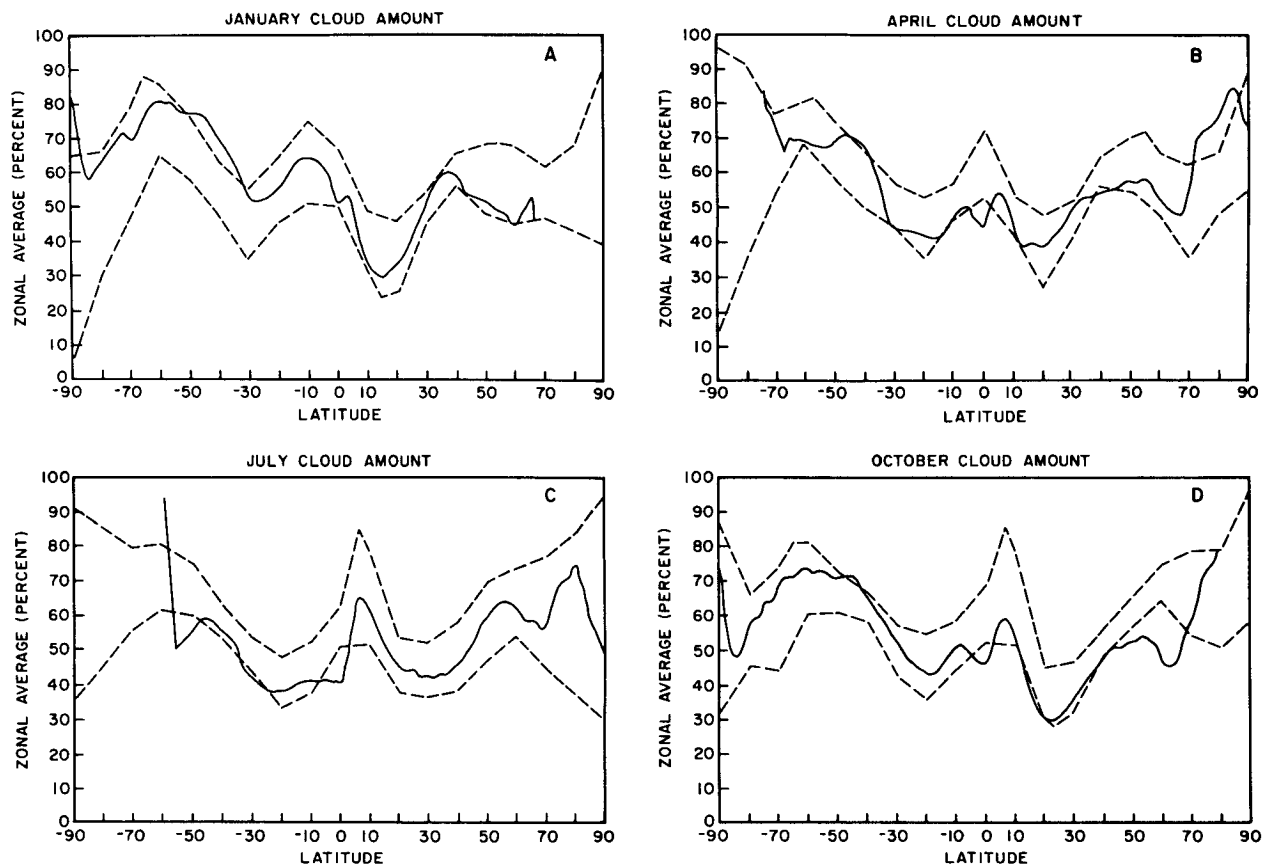 JANUARY CLOUD AMOUNT
A
ZONAL AVERAGE (PERCENT)
100
90
80
70
60
50
40
30
20
10
0
-90 -70 -50 -30 -10 0 10 30 50 70 90
LATITUDE
APRIL CLOUD AMOUNT
B
ZONAL AVERAGE (PERCENT)
100
90
80
70
60
50
40
30
20
10
0
-90 -70 -50 -30 -10 0 10 30 50 70 90
LATITUDE
JULY CLOUD AMOUNT
C
ZONAL AVERAGE (PERCENT)
100
90
80
70
60
50
40
30
20
10
0
-90 -70 -50 -30 -10 0 10 30 50 70 90
LATITUDE
OCTOBER CLOUD AMOUNT
D
ZONAL AVERAGE (PERCENT)
100
90
80
70
60
50
40
30
20
10
0
-90 -70 -50 -30 -10 0 10 30 50 70 90
LATITUDE